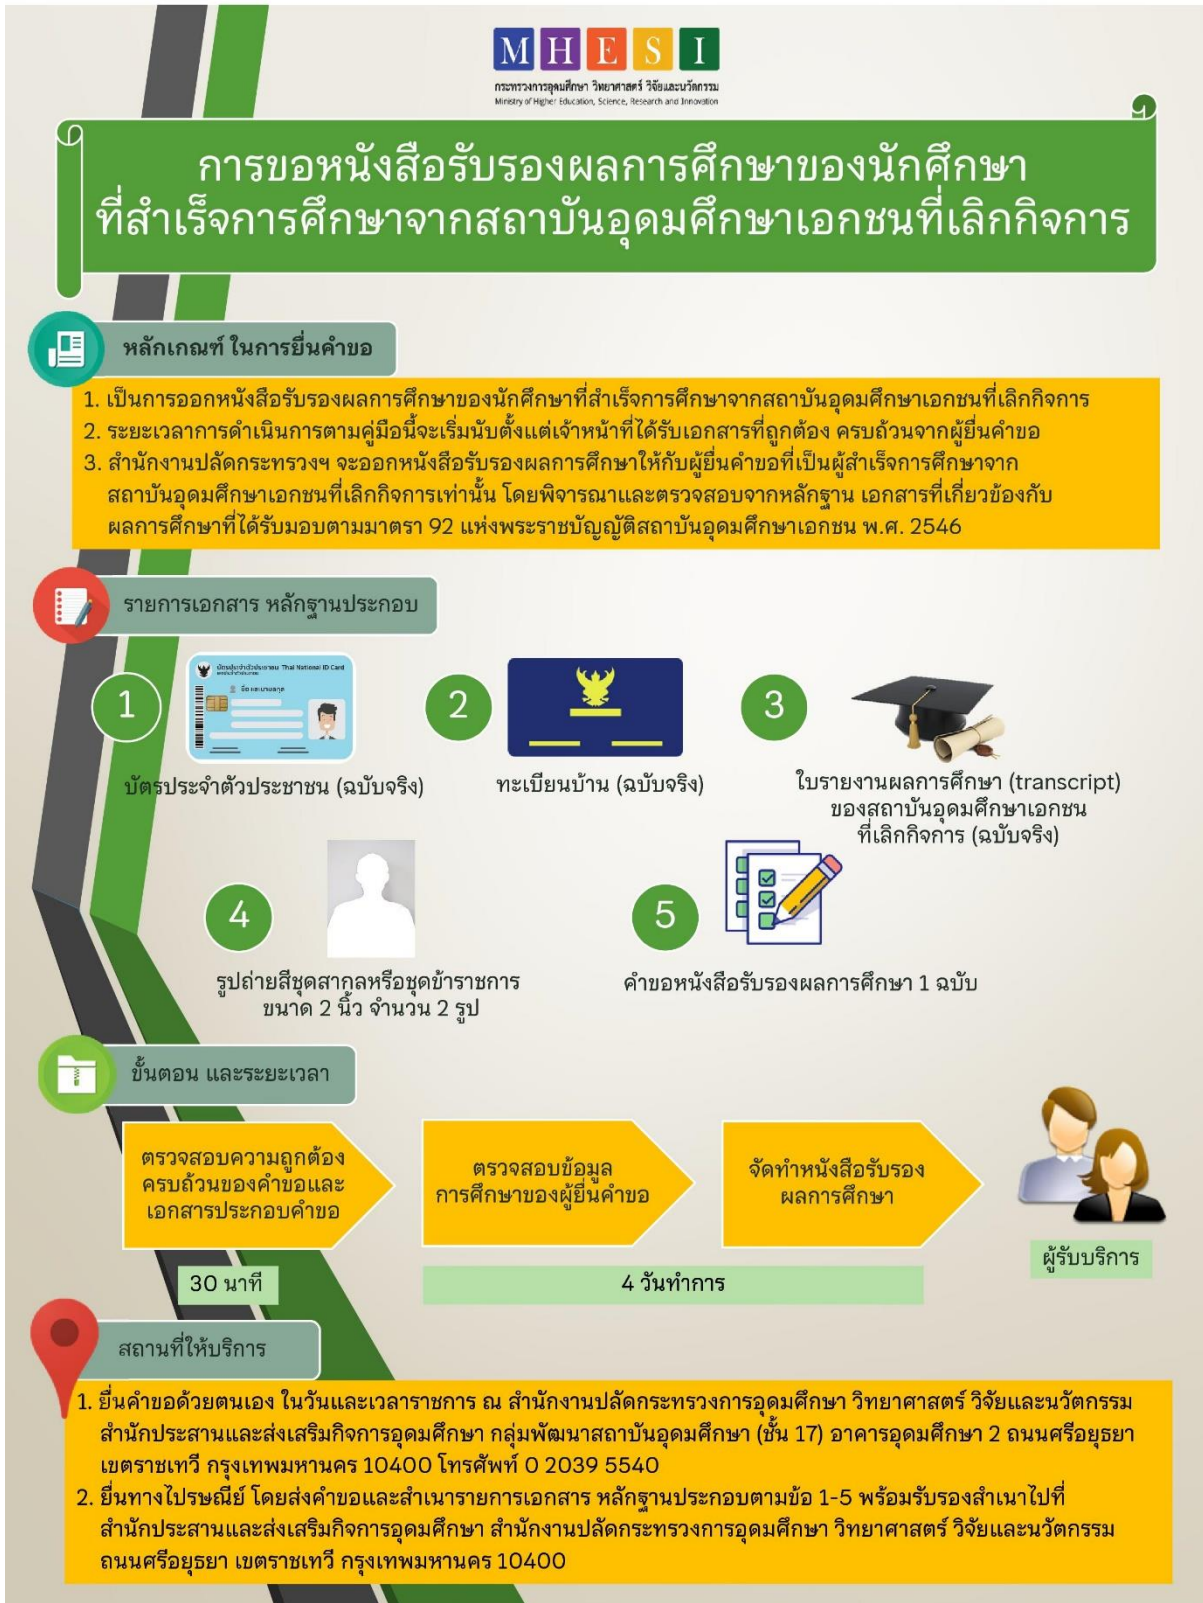 M H E S I
กระทรวงการอุดมศึกษา วิทยาศาสตร์ วิจัยและนวัตกรรม
Ministry of Higher Education, Science, Research and Innovation
การขอหนังสือรับรองผลการศึกษาของนักศึกษา
ที่สำเร็จการศึกษาจากสถาบันอุดมศึกษาเอกชนที่เลิกกิจการ
หลักเกณฑ์ ในการยื่นคำขอ
1. เป็นการออกหนังสือรับรองผลการศึกษาของนักศึกษาที่สำเร็จการศึกษาจากสถาบันอุดมศึกษาเอกชนที่เลิกกิจการ
2. ระยะเวลาการดำเนินการตามคู่มือนี้จะเริ่มนับตั้งแต่เจ้าหน้าที่ได้รับเอกสารที่ถูกต้อง ครบถ้วนจากผู้ยื่นคำขอ
3. สำนักงานปลัดกระทรวงฯ จะออกหนังสือรับรองผลการศึกษาให้กับผู้ยื่นคำขอที่เป็นผู้สำเร็จการศึกษาจาก
สถาบันอุดมศึกษาเอกชนที่เลิกกิจการเท่านั้น โดยพิจารณาและตรวจสอบจากหลักฐาน เอกสารที่เกี่ยวข้องกับ
ผลการศึกษาที่ได้รับมอบตามมาตรา 92 แห่งพระราชบัญญัติสถาบันอุดมศึกษาเอกชน พ.ศ. 2546
รายการเอกสาร หลักฐานประกอบ
บัตรประจำตัวประชาชน Thai National ID Card
ชื่อ และนามสกุล
1
2
3
บัตรประจำตัวประชาชน (ฉบับจริง)
ทะเบียนบ้าน (ฉบับจริง)
ใบรายงานผลการศึกษา (transcript)
ของสถาบันอุดมศึกษาเอกชน
ที่เลิกกิจการ (ฉบับจริง)
4
5
รูปถ่ายสีชุดสากลหรือชุดข้าราชการ
ขนาด 2 นิ้ว จำนวน 2 รูป
คำขอหนังสือรับรองผลการศึกษา 1 ฉบับ
ขั้นตอน และระยะเวลา
ตรวจสอบความถูกต้อง
ครบถ้วนของคำขอและ
เอกสารประกอบคำขอ
ตรวจสอบข้อมูล
การศึกษาของผู้ยื่นคำขอ
จัดทำหนังสือรับรอง
ผลการศึกษา
ผู้รับบริการ
30 นาที
4 วันทำการ
สถานที่ให้บริการ
1. ยื่นคำขอด้วยตนเอง ในวันและเวลาราชการ ณ สำนักงานปลัดกระทรวงการอุดมศึกษา วิทยาศาสตร์ วิจัยและนวัตกรรม
สำนักประสานและส่งเสริมกิจการอุดมศึกษา กลุ่มพัฒนาสถาบันอุดมศึกษา (ชั้น 17) อาคารอุดมศึกษา 2 ถนนศรีอยุธยา
เขตราชเทวี กรุงเทพมหานคร 10400 โทรศัพท์ 0 2039 5540
2. ยื่นทางไปรษณีย์ โดยส่งคำขอและสำเนารายการเอกสาร หลักฐานประกอบตามข้อ 1-5 พร้อมรับรองสำเนาไปที่
สำนักประสานและส่งเสริมกิจการอุดมศึกษา สำนักงานปลัดกระทรวงการอุดมศึกษา วิทยาศาสตร์ วิจัยและนวัตกรรม
ถนนศรีอยุธยา เขตราชเทวี กรุงเทพมหานคร 10400